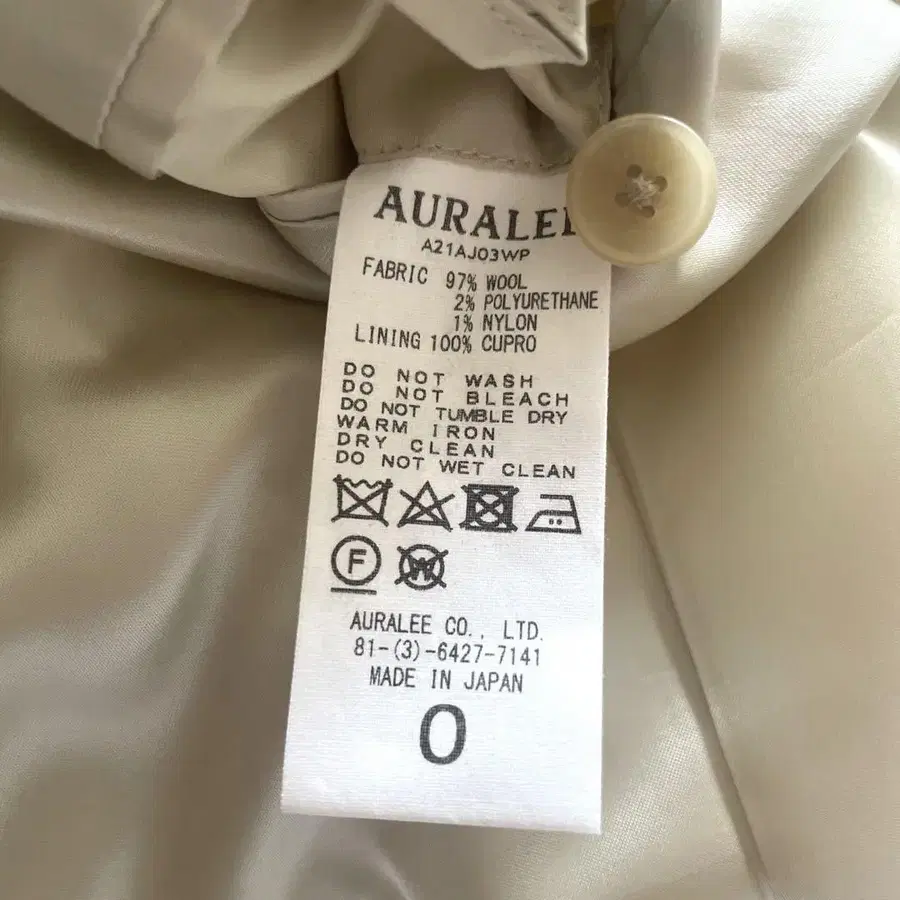 AURALEE
A21AJ03WP
FABRIC 97% WOOL
2% POLYURETHANE
1% NYLON
LINING 100% CUPRO
DO NOT WASH
DO NOT BLEACH
DO NOT TUMBLE DRY
WARM IRON
DRY CLEAN
DO NOT WET CLEAN
F W
AURALEE CO., LTD.
81-(3)-6427-7141
MADE IN JAPAN
0